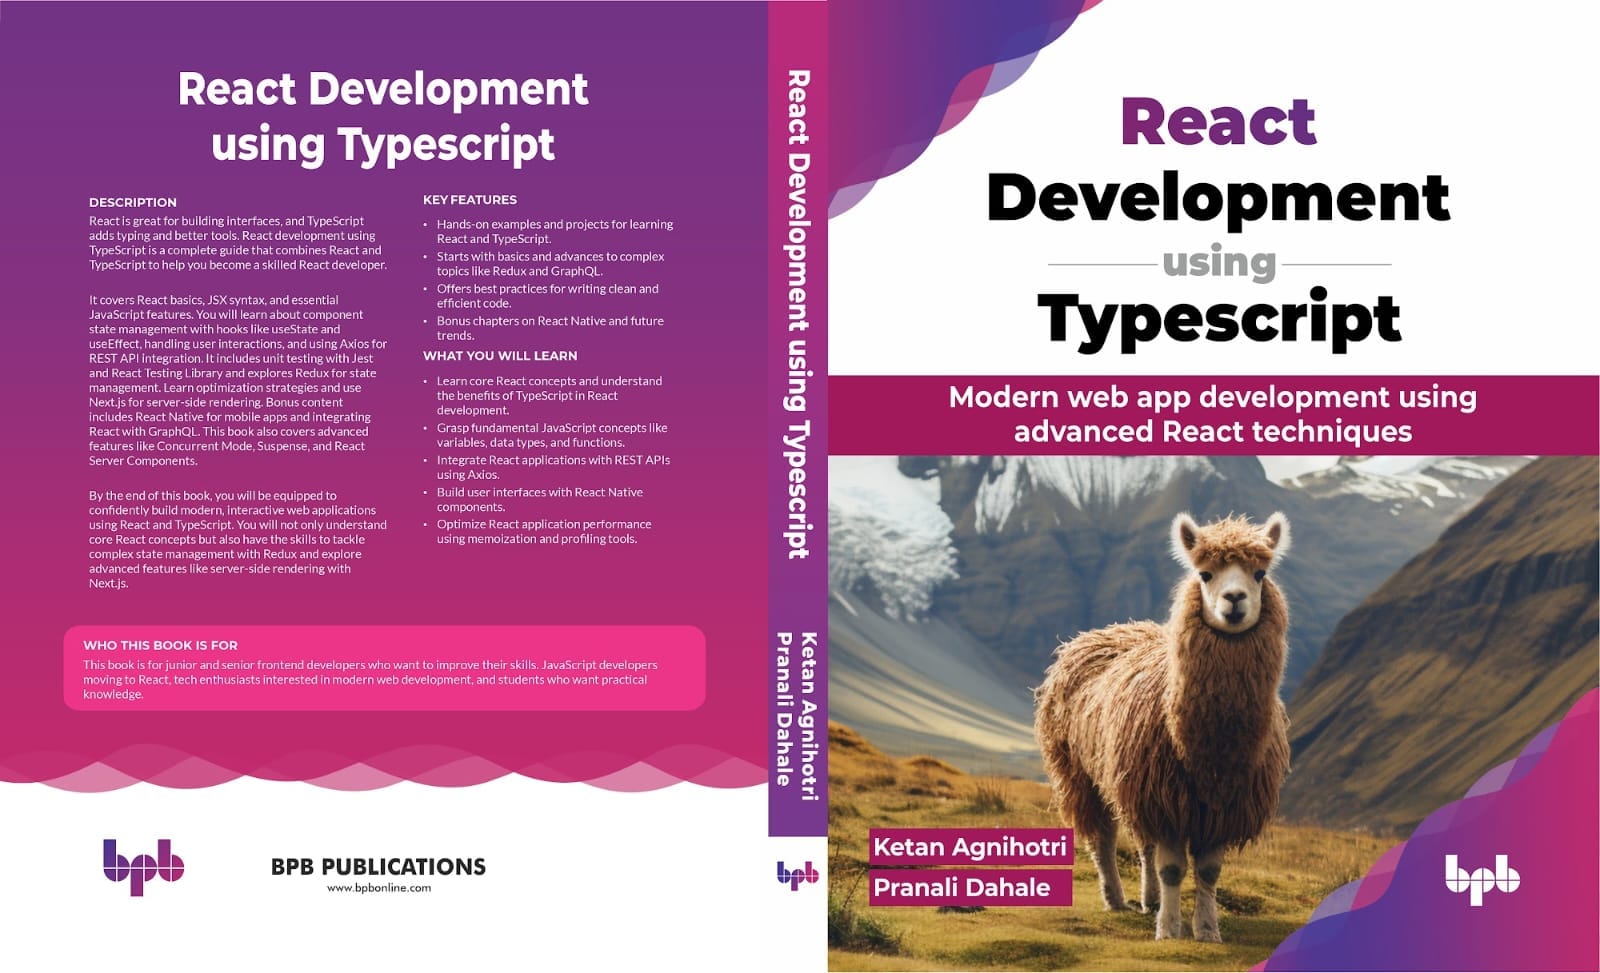 React Development
using Typescript
DESCRIPTION
React is great for building interfaces, and TypeScript
adds typing and better tools. React development using
TypeScript is a complete guide that combines React and
TypeScript to help you become a skilled React developer.
It covers React basics, JSX syntax, and essential
JavaScript features. You will learn about component
state management with hooks like useState and
useEffect, handling user interactions, and using Axios for
REST API integration. It includes unit testing with Jest
and React Testing Library and explores Redux for state
management. Learn optimization strategies and use
Next.js for server-side rendering. Bonus content
includes React Native for mobile apps and integrating
React with GraphQL. This book also covers advanced
features like Concurrent Mode, Suspense, and React
Server Components.
By the end of this book, you will be equipped to
confidently build modern, interactive web applications
using React and TypeScript. You will not only understand
core React concepts but also have the skills to tackle
complex state management with Redux and explore
advanced features like server-side rendering with
Next.js.
KEY FEATURES
• Hands-on examples and projects for learning
React and TypeScript.
• Starts with basics and advances to complex
topics like Redux and GraphQL.
• Offers best practices for writing clean and
efficient code.
• Bonus chapters on React Native and future
trends.
WHAT YOU WILL LEARN
• Learn core React concepts and understand
the benefits of TypeScript in React
development.
• Grasp fundamental JavaScript concepts like
variables, data types, and functions.
• Integrate React applications with REST APIs
using Axios.
• Build user interfaces with React Native
components.
• Optimize React application performance
using memoization and profiling tools.
WHO THIS BOOK IS FOR
This book is for junior and senior frontend developers who want to improve their skills. JavaScript developers
moving to React, tech enthusiasts interested in modern web development, and students who want practical
knowledge.
bpb
BPB PUBLICATIONS
www.bpbonline.com
React Development using Typescript
Ketan Agnihotri
Pranali Dahale
bpb
React
Development
using
Typescript
Modern web app development using
advanced React techniques
Ketan Agnihotri
Pranali Dahale
bpb